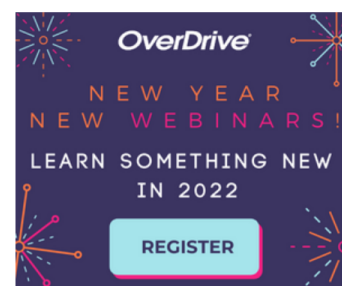 OverDrive
NEW YEAR
NEW WEBINARS!
LEARN SOMETHING NEW
IN 2022
REGISTER